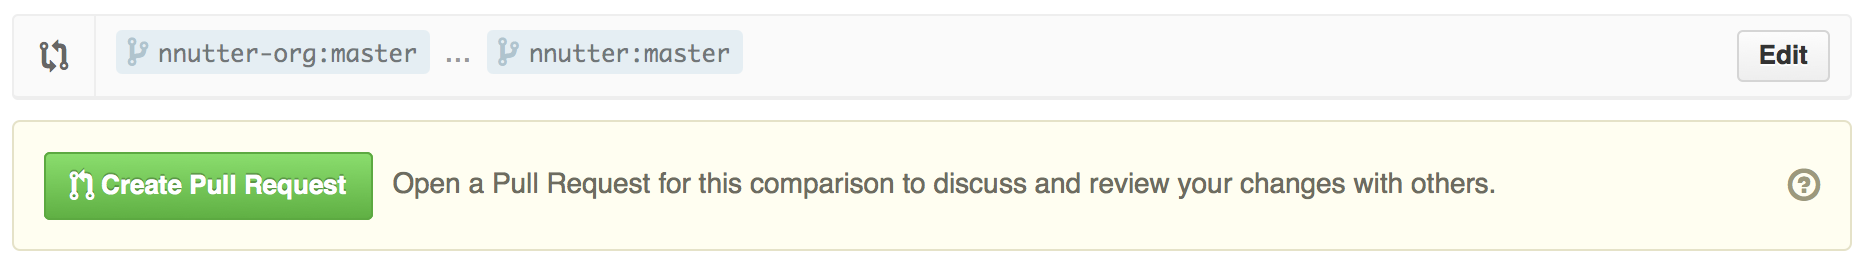 nnutter-org:master ... nnutter:master Edit
Create Pull Request Open a Pull Request for this comparison to discuss and review your changes with others. ?